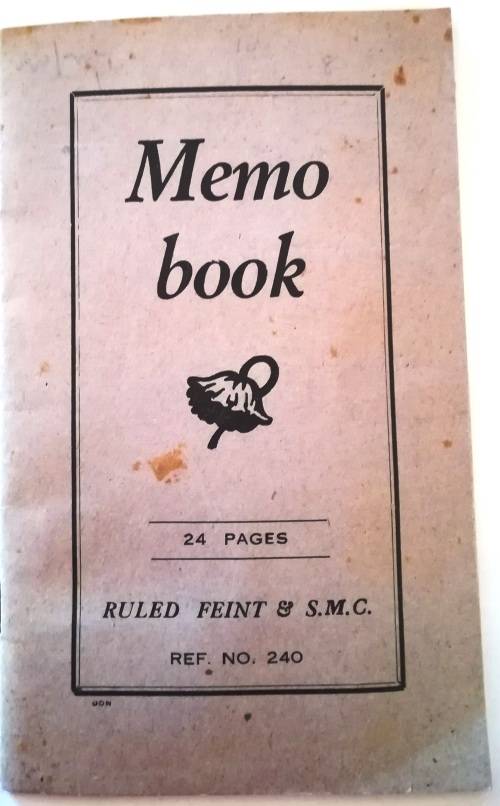 Memo
book
24 PAGES
RULED FEINT & S.M.C.
REF. NO. 240